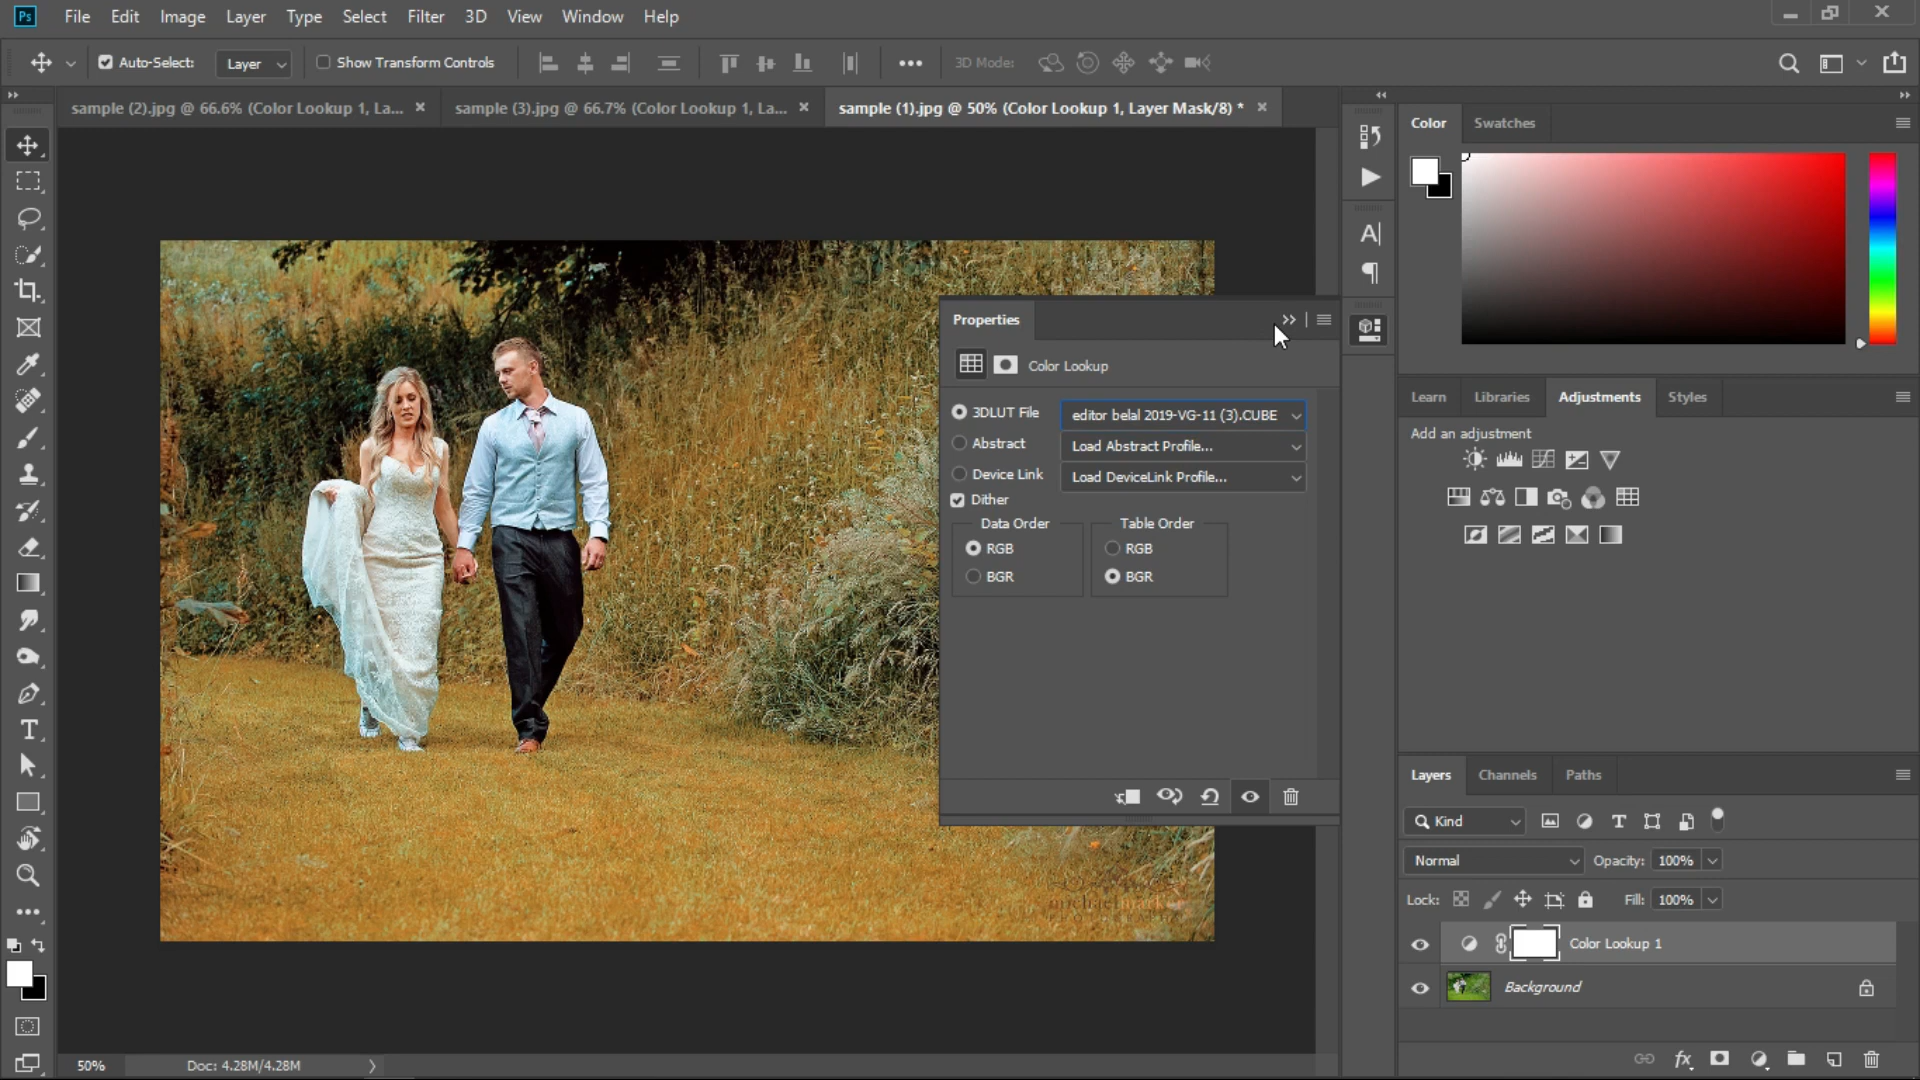 Ps File Edit Image Layer Type Select Filter 3D View Window Help
Auto-Select: Layer Show Transform Controls 3D Mode:
sample (2).jpg @ 66.6% (Color Lookup 1, La... × sample (3).jpg @ 66.7% (Color Lookup 1, La... × sample (1).jpg @ 50% (Color Lookup 1, Layer Mask/8) * ×
Color Swatches
Properties
Color Lookup
3DLUT File editor belal 2019-VG-11 (3).CUBE
Abstract Load Abstract Profile...
Device Link Load DeviceLink Profile...
Dither
Data Order Table Order
RGB RGB
BGR BGR
Learn Libraries Adjustments Styles
Add an adjustment
Layers Channels Paths
Kind
Normal Opacity: 100%
Lock: Fill: 100%
Color Lookup 1
Background
50% Doc: 4.28M/4.28M